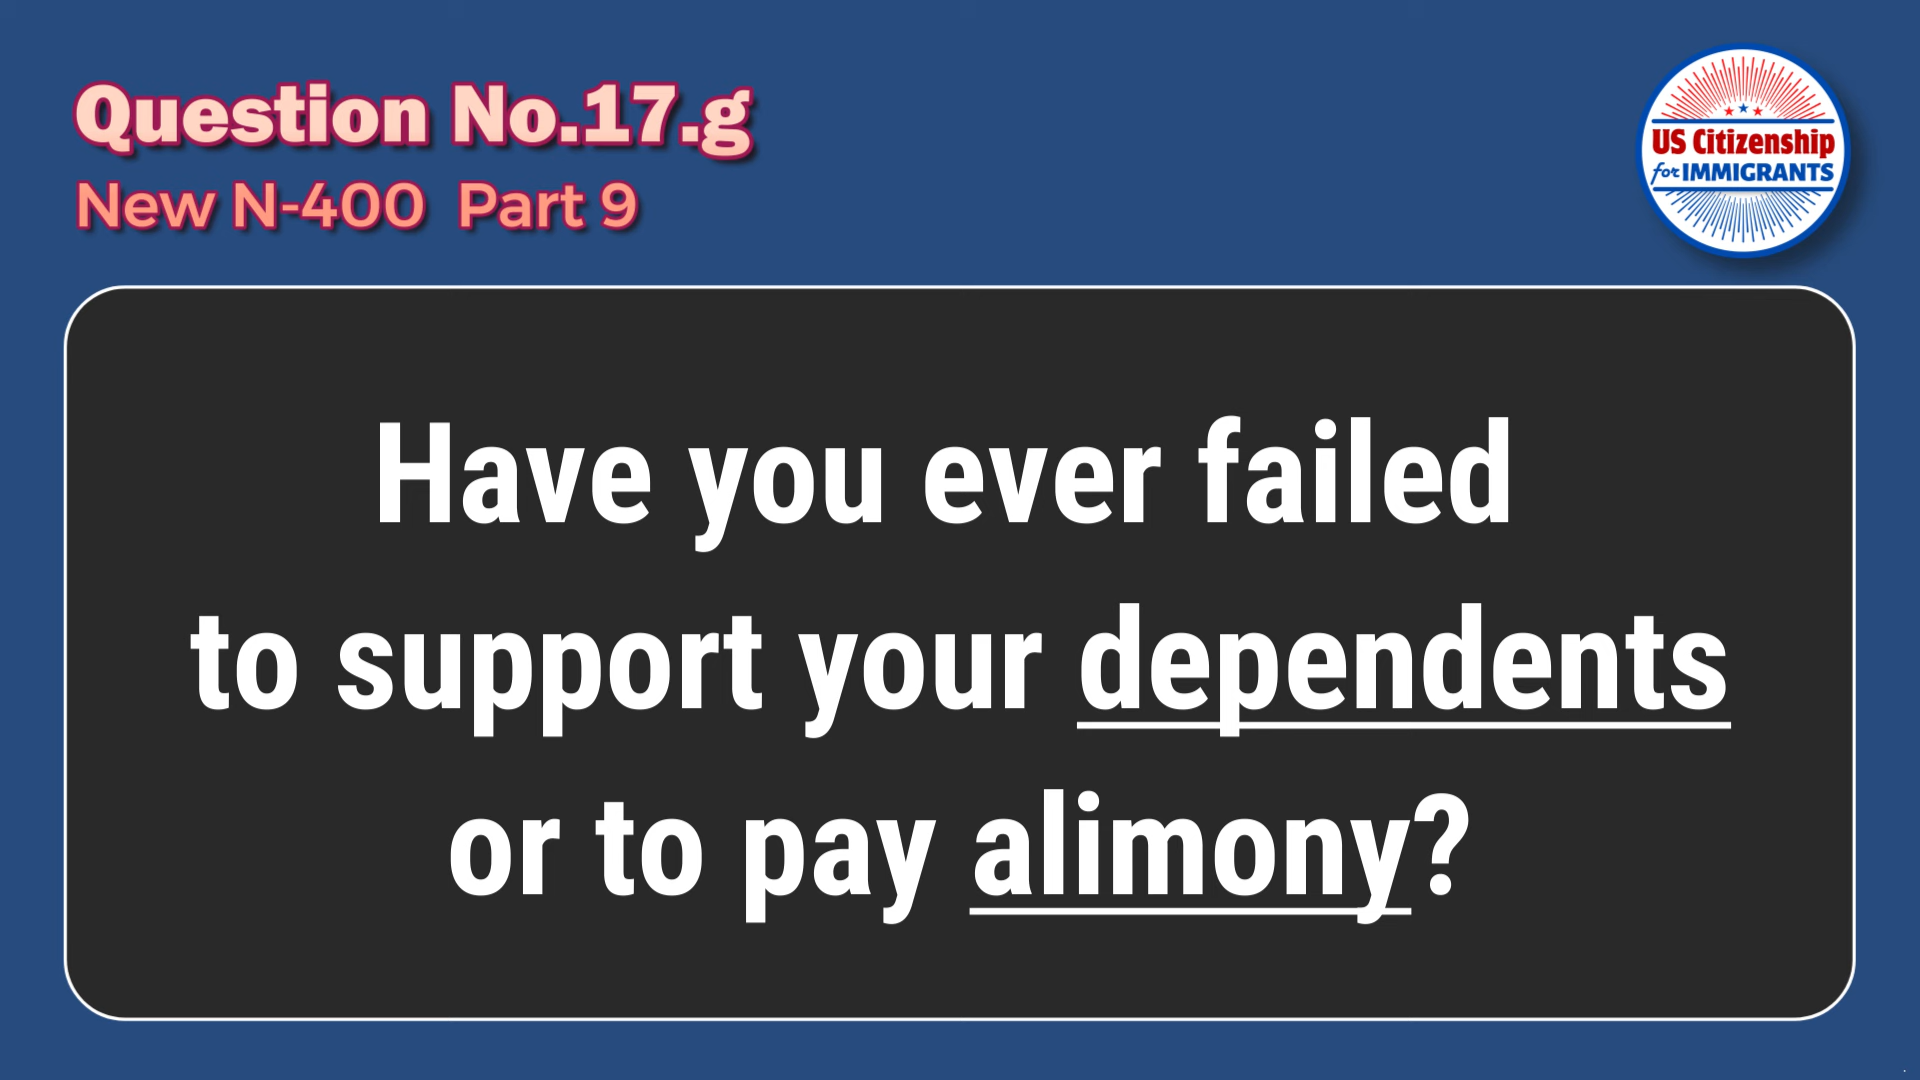 Question No.17.g
New N-400 Part 9
US Citizenship
for IMMIGRANTS
Have you ever failed
to support your dependents
or to pay alimony?